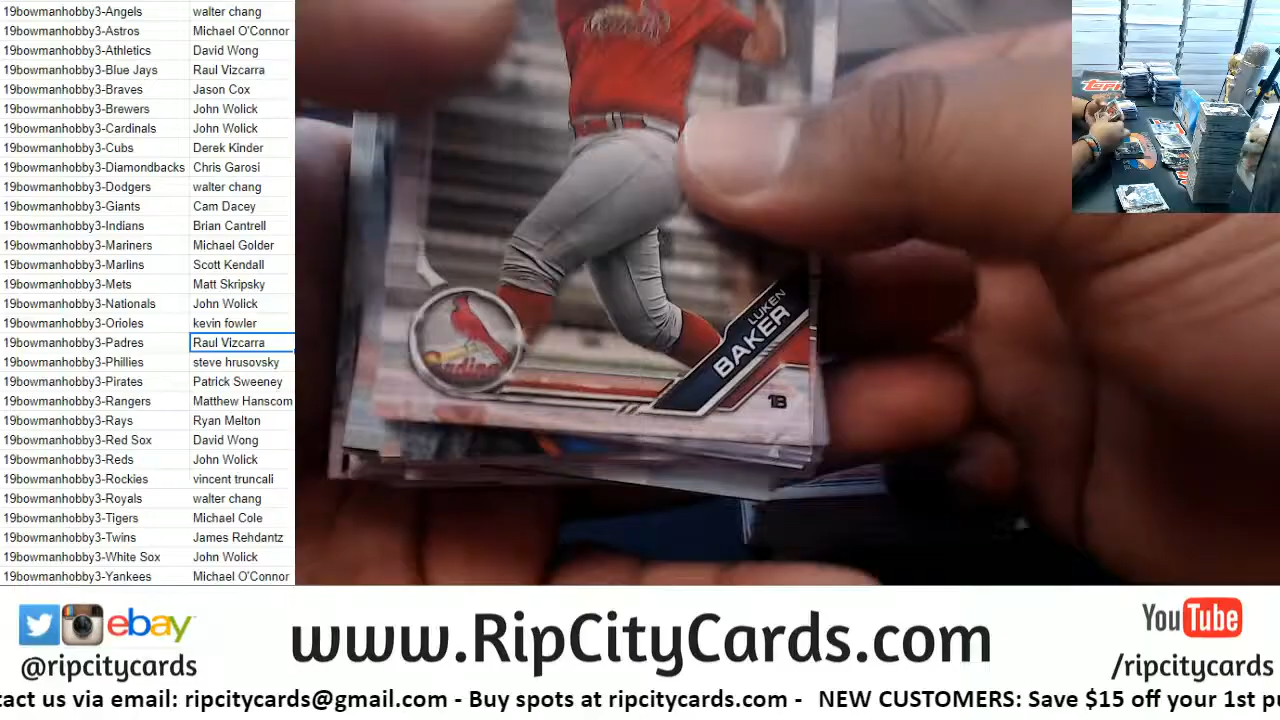 19bowmanhobby3-Angels walter chang
19bowmanhobby3-Astros Michael O'Connor
19bowmanhobby3-Athletics David Wong
19bowmanhobby3-Blue Jays Raul Vizcarra
19bowmanhobby3-Braves Jason Cox
19bowmanhobby3-Brewers John Wolick
19bowmanhobby3-Cardinals John Wolick
19bowmanhobby3-Cubs Derek Kinder
19bowmanhobby3-Diamondbacks Chris Garosi
19bowmanhobby3-Dodgers walter chang
19bowmanhobby3-Giants Cam Dacey
19bowmanhobby3-Indians Brian Cantrell
19bowmanhobby3-Mariners Michael Golder
19bowmanhobby3-Marlins Scott Kendall
19bowmanhobby3-Mets Matt Skripsky
19bowmanhobby3-Nationals John Wolick
19bowmanhobby3-Orioles kevin fowler
19bowmanhobby3-Padres Raul Vizcarra
19bowmanhobby3-Phillies steve hrusovsky
19bowmanhobby3-Pirates Patrick Sweeney
19bowmanhobby3-Rangers Matthew Hanscom
19bowmanhobby3-Rays Ryan Melton
19bowmanhobby3-Red Sox David Wong
19bowmanhobby3-Reds John Wolick
19bowmanhobby3-Rockies vincent truncali
19bowmanhobby3-Royals walter chang
19bowmanhobby3-Tigers Michael Cole
19bowmanhobby3-Twins James Rehdantz
19bowmanhobby3-White Sox John Wolick
19bowmanhobby3-Yankees Michael O'Connor
LUKEN
BAKER
1B
topps
ebay
@ripcitycards
www.RipCityCards.com
YouTube
/ripcitycards
tact us via email: ripcitycards@gmail.com - Buy spots at ripcitycards.com - NEW CUSTOMERS: Save $15 off your 1st pu